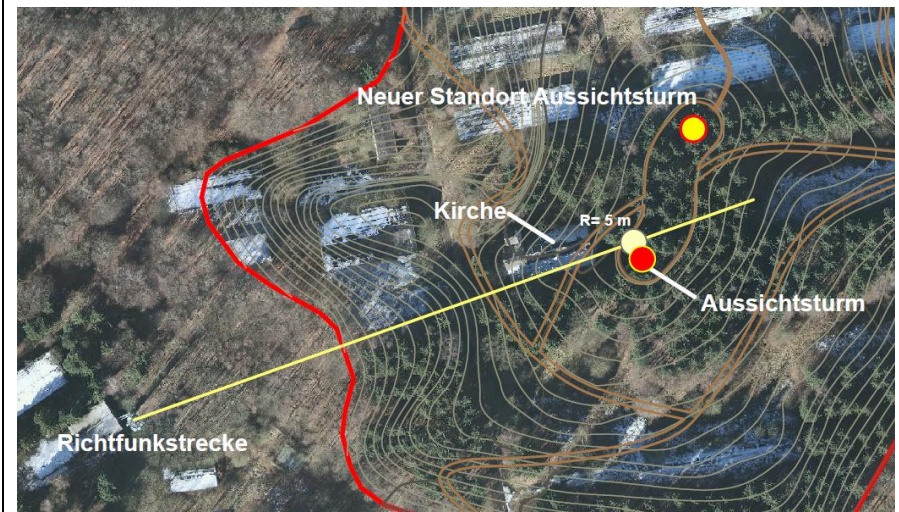 Neuer Standort Aussichtsturm
Kirche
R= 5 m
Aussichtsturm
Richtfunkstrecke